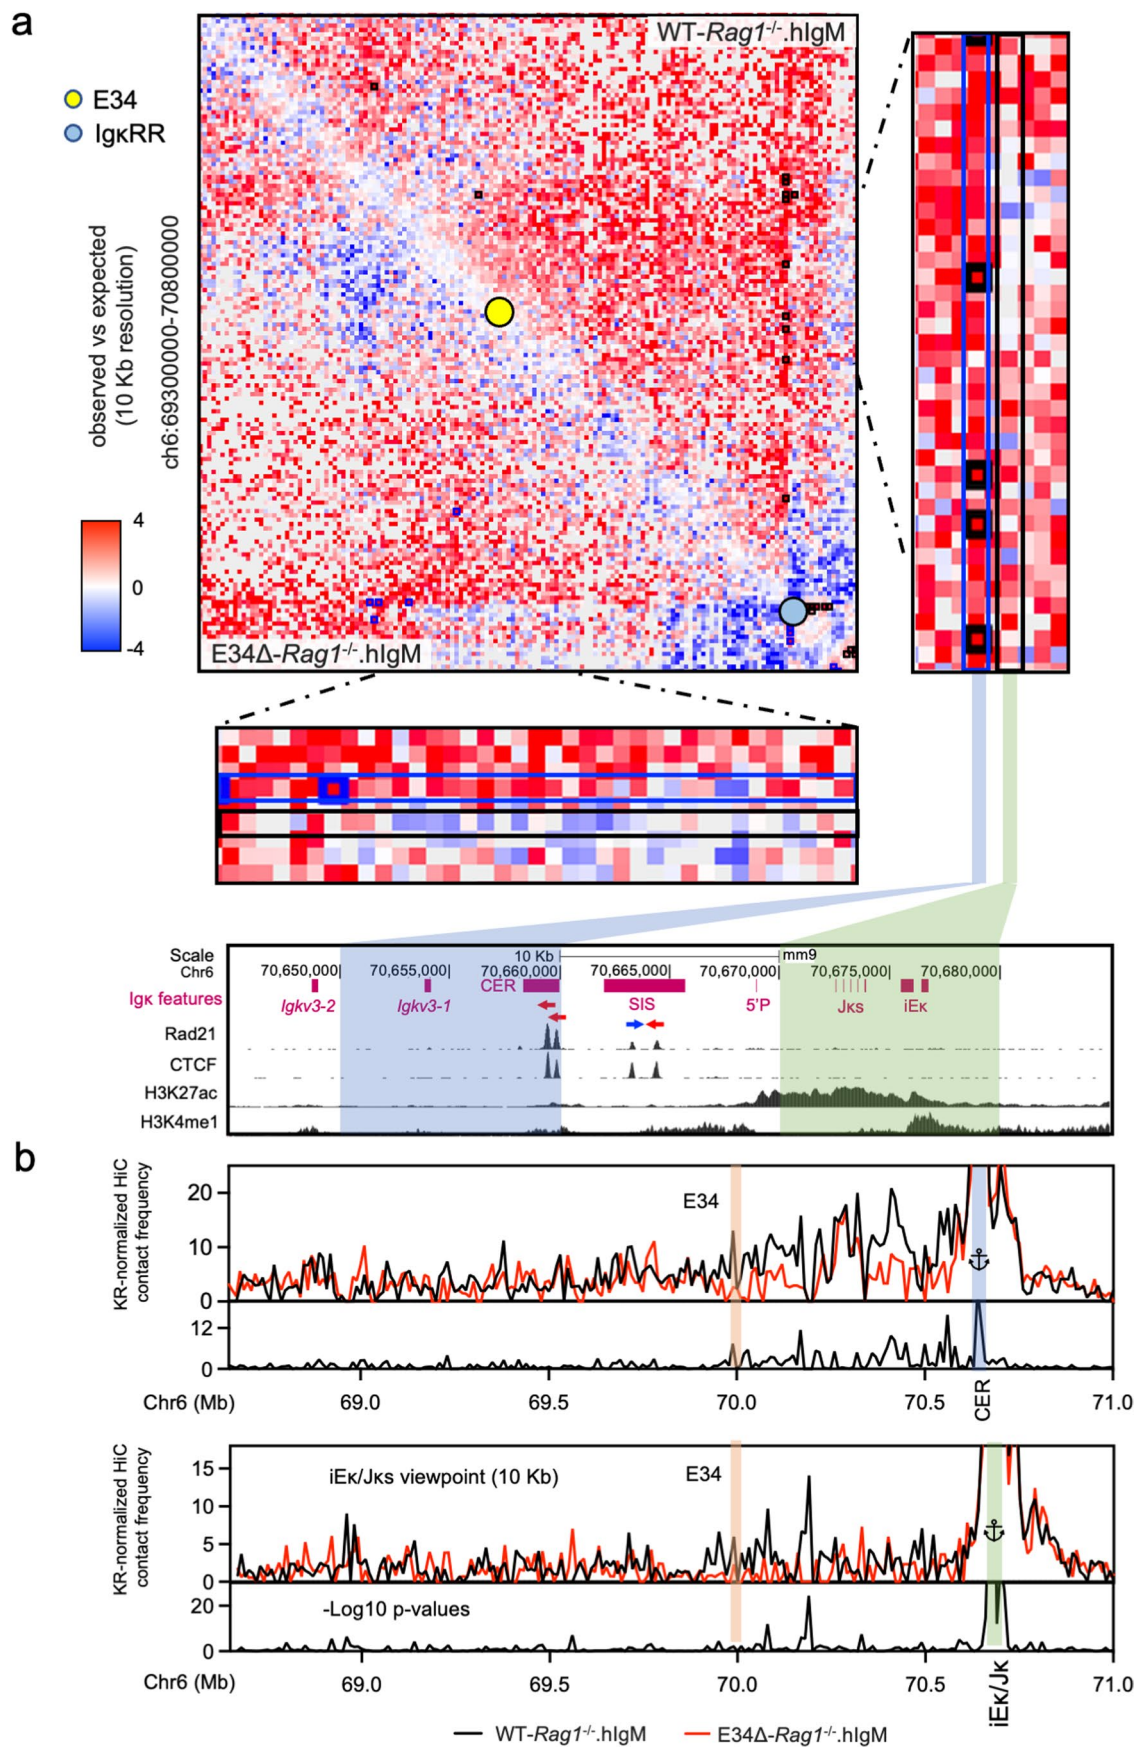 a
WT-Rag1-/-.hIgM
E34
IgκRR
observed vs expected
(10 Kb resolution)
ch6:69300000-70800000
4
0
-4
E34Δ-Rag1-/-.hIgM
Scale
10 Kb
mm9
Chr6
70,650,000
70,655,000
70,660,000
70,665,000
70,670,000
70,675,000
70,680,000
Igκ features
Igkv3-2
Igkv3-1
CER
SIS
5'P
Jκs
iEκ
Rad21
CTCF
H3K27ac
H3K4me1
b
KR-normalized HiC
contact frequency
20
10
0
E34
12
0
Chr6 (Mb)
69.0
69.5
70.0
70.5
71.0
CER
KR-normalized HiC
contact frequency
15
10
5
0
iEκ/Jκs viewpoint (10 Kb)
E34
20
0
-Log10 p-values
Chr6 (Mb)
69.0
69.5
70.0
70.5
71.0
iEκ/Jκ
WT-Rag1-/-.hIgM
E34Δ-Rag1-/-.hIgM